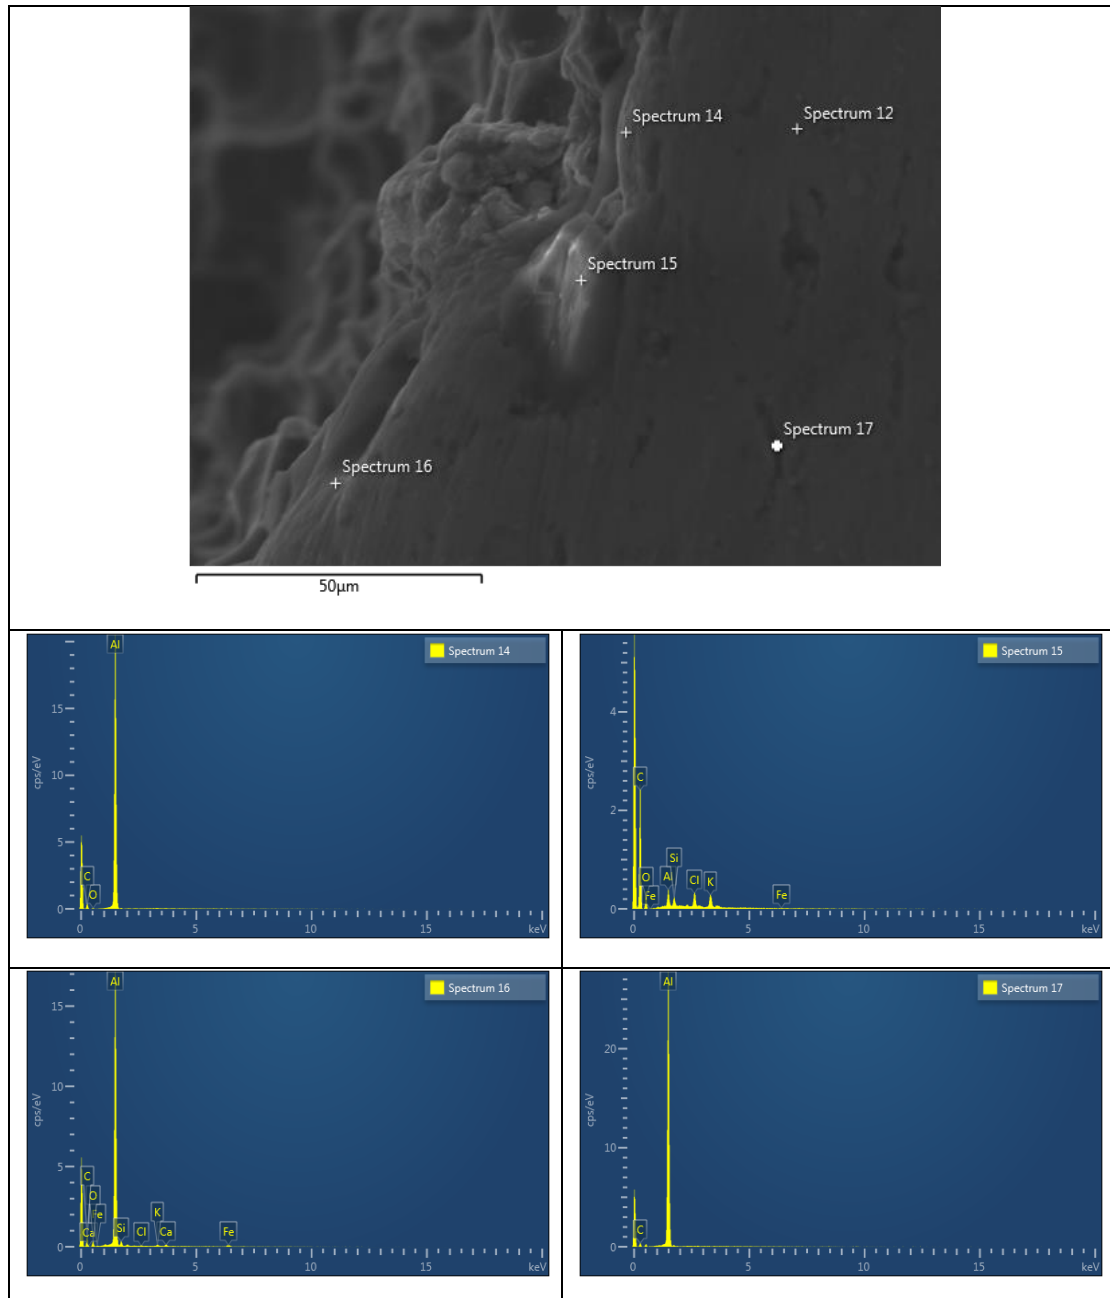 Spectrum 14
Spectrum 12
Spectrum 15
Spectrum 17
Spectrum 16
50µm
Al
Spectrum 14
15
10
5
0
cps/eV
C
O
0
5
10
15
keV
Spectrum 15
4
2
0
cps/eV
C
O
Fe
Al
Si
Cl
K
Fe
0
5
10
15
keV
Al
Spectrum 16
15
10
5
0
cps/eV
C
O
Fe
Ca
Si
Cl
K
Ca
Fe
0
5
10
15
keV
Al
Spectrum 17
20
10
0
cps/eV
C
0
5
10
15
keV